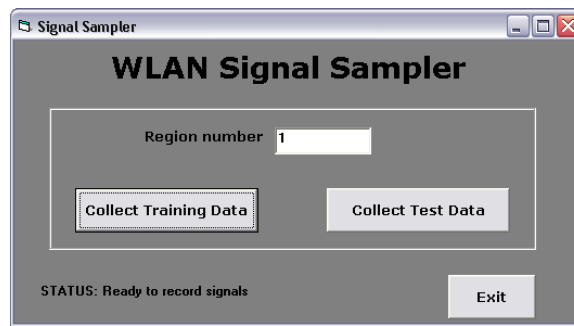 Signal Sampler
WLAN Signal Sampler
Region number 1
Collect Training Data Collect Test Data
STATUS: Ready to record signals
Exit